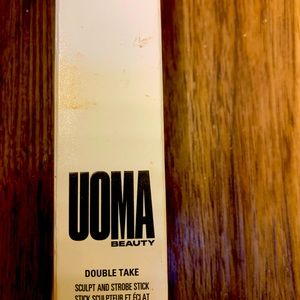 UOMA
BEAUTY
DOUBLE TAKE
SCULPT AND STROBE STICK
STICK SCULPTEUR ET ÉCLAT